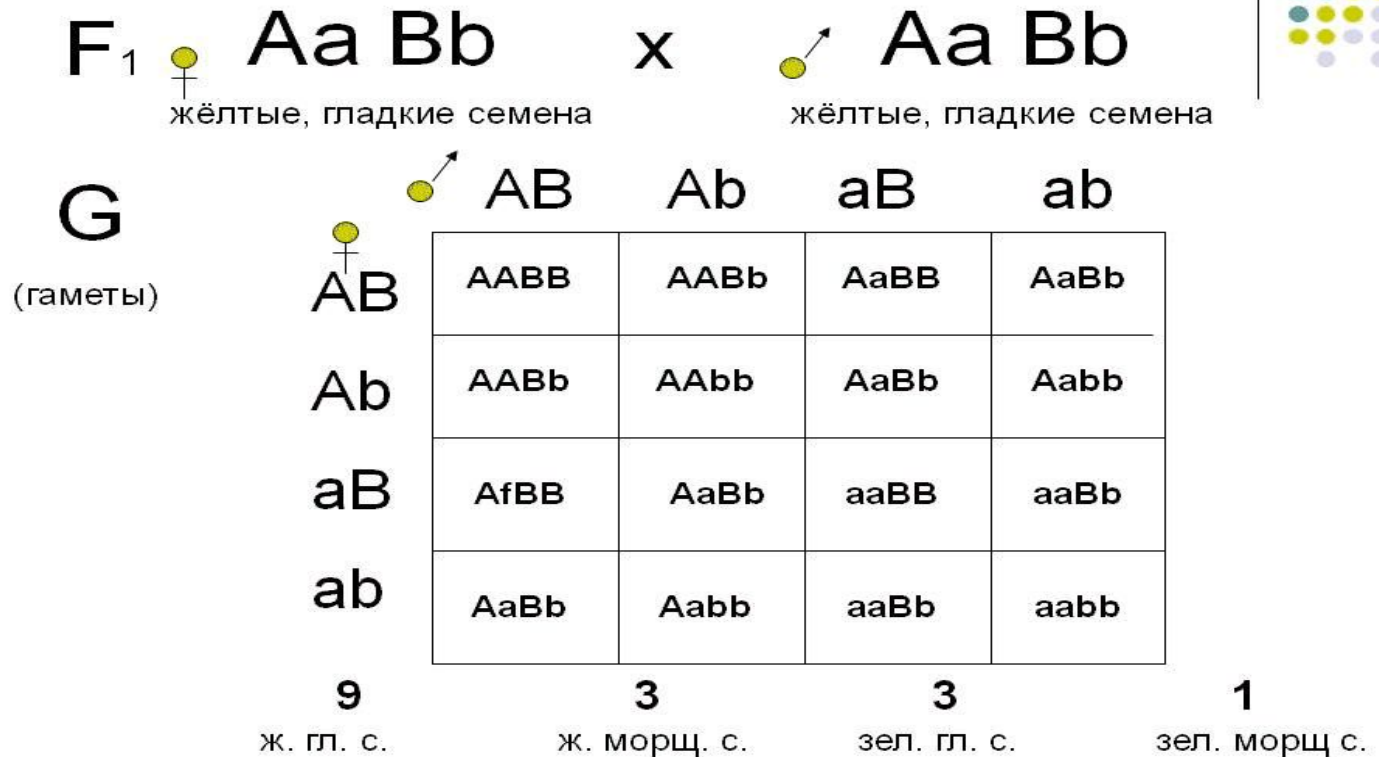 F1 Aa Bb x Aa Bb
жёлтые, гладкие семена жёлтые, гладкие семена
G AB Ab aB ab
(гаметы) AB AABB AABb AaBB AaBb
Ab AABb AAbb AaBb Aabb
aB AfBB AaBb aaBB aaBb
ab AaBb Aabb aaBb aabb
9 3 3 1
ж. гл. с. ж. морщ. с. зел. гл. с. зел. морщ с.